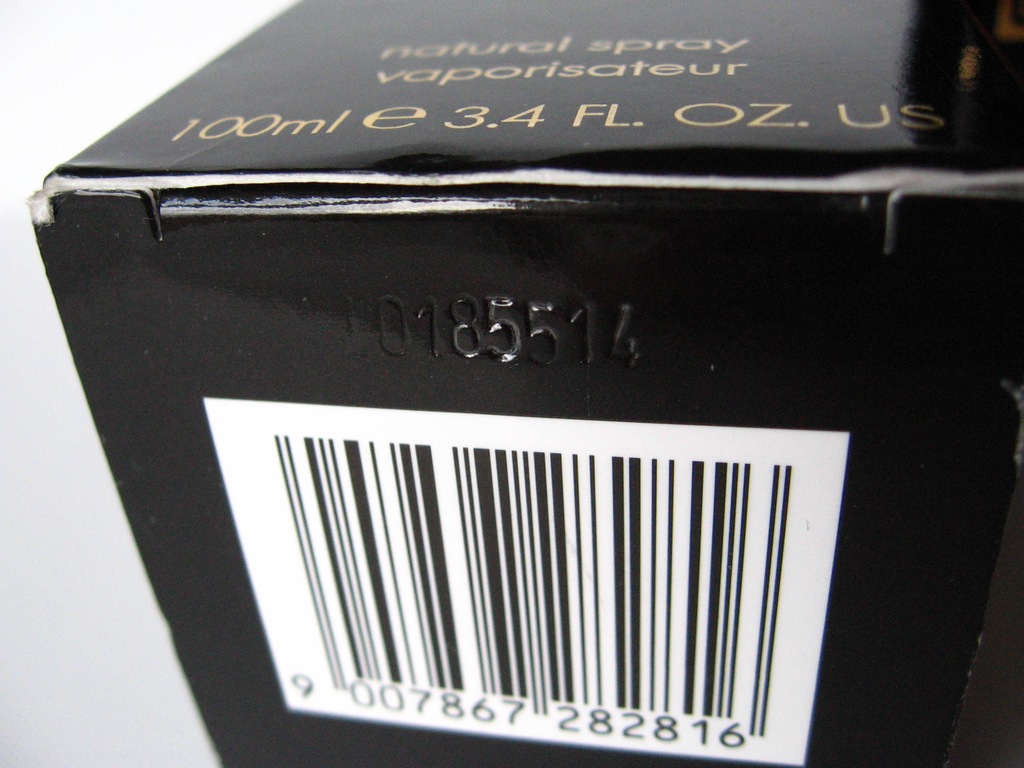 natural spray
vaporisateur
100ml e 3.4 FL. OZ. US
0185514
9 007867 282816